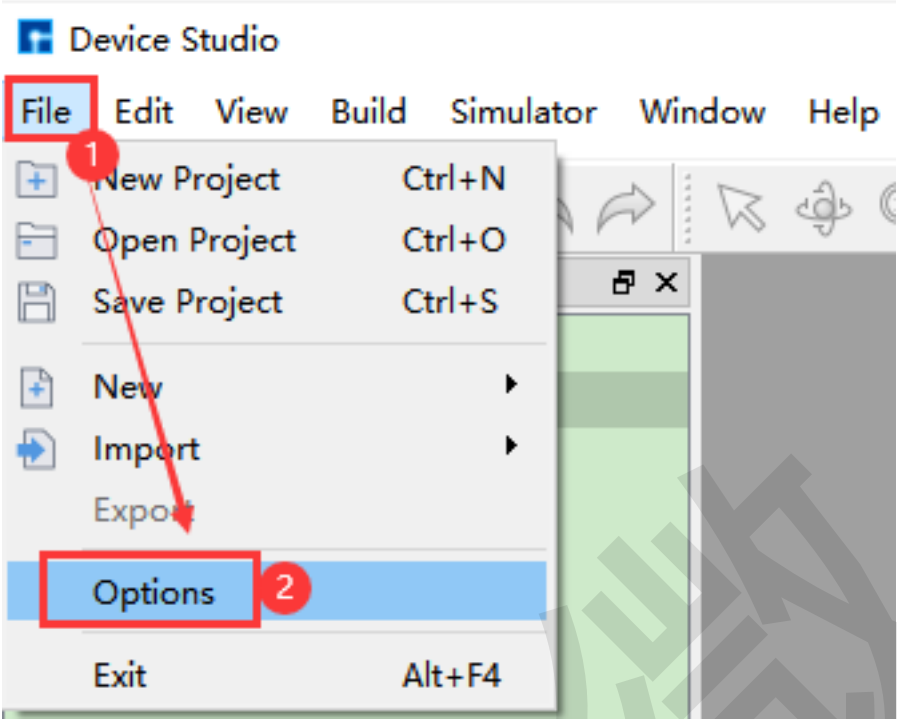 Device Studio
File Edit View Build Simulator Window Help
1
New Project Ctrl+N
Open Project Ctrl+O
Save Project Ctrl+S
New
Import
Export
Options 2
Exit Alt+F4